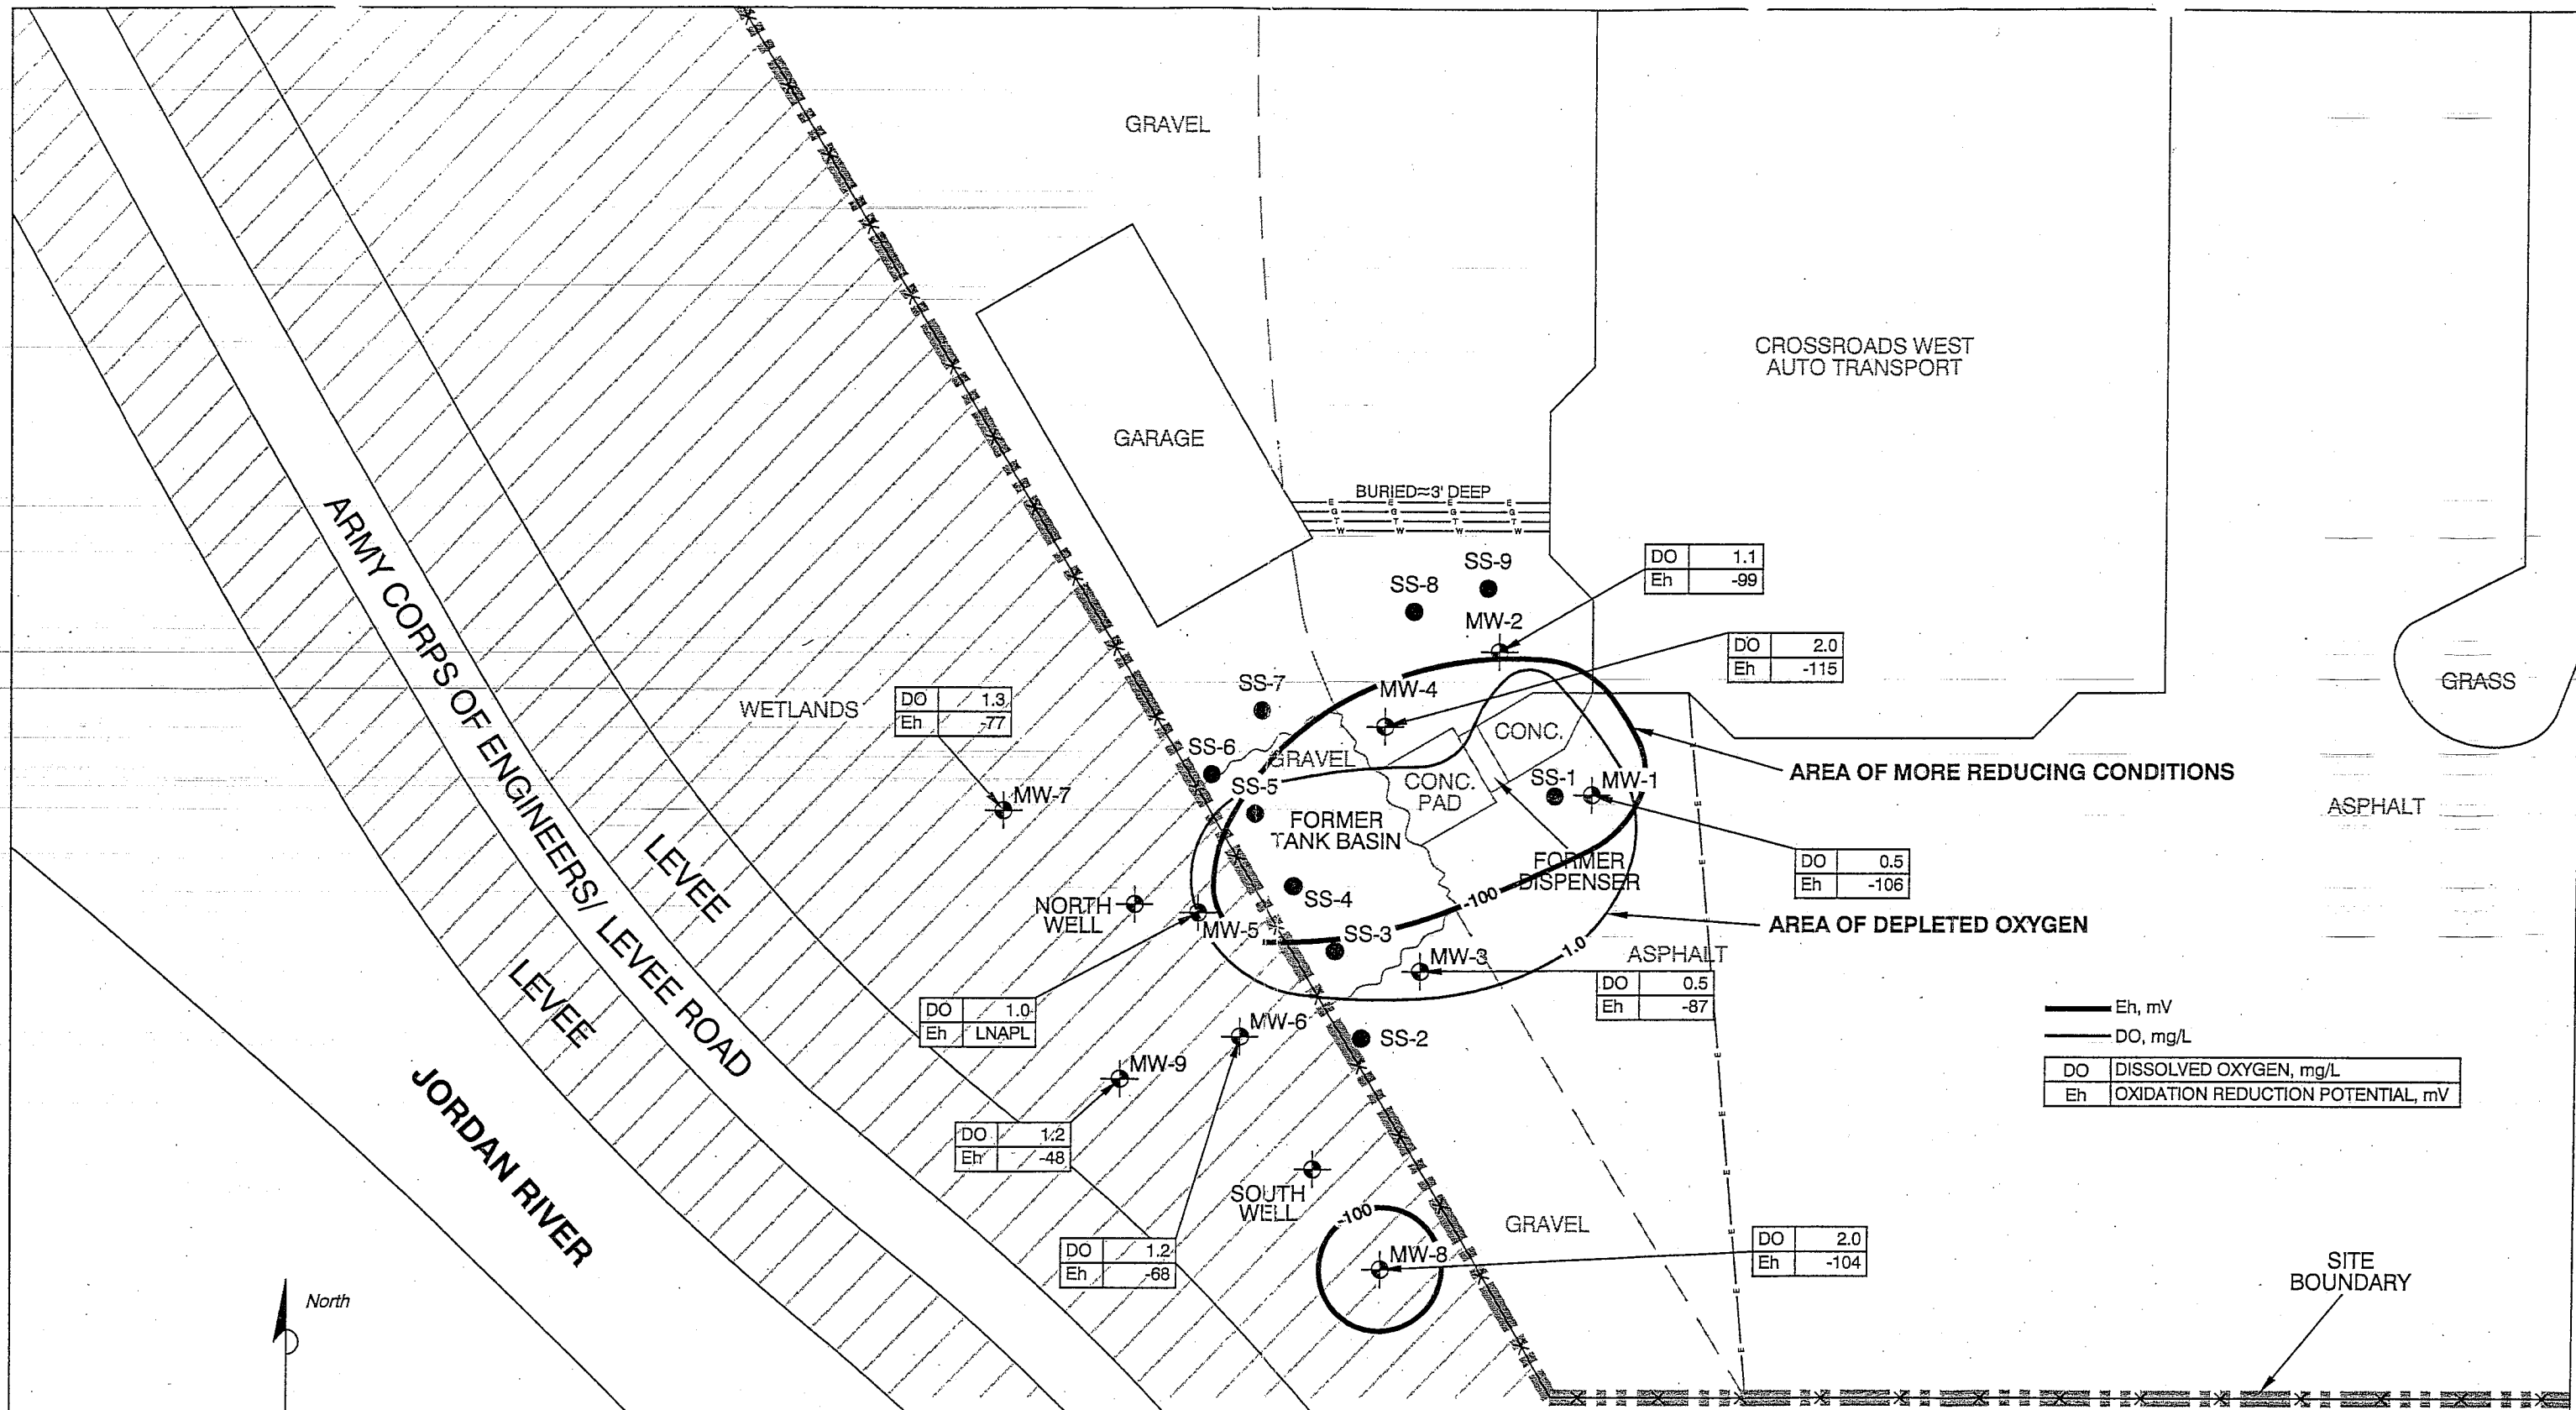 GRAVEL
CROSSROADS WEST
AUTO TRANSPORT
GARAGE
BURIED≈3' DEEP
E E E E
G G G G
T T T T
W W W W
ARMY CORPS OF ENGINEERS/ LEVEE ROAD
SS-9
SS-8
MW-2
DO 1.1
Eh -99
DO 2.0
Eh -115
GRASS
SS-7
MW-4
DO 1.3
Eh -77
WETLANDS
CONC.
SS-6
GRAVEL
AREA OF MORE REDUCING CONDITIONS
SS-5
CONC.
PAD
SS-1
MW-1
MW-7
ASPHALT
FORMER
TANK BASIN
LEVEE
FORMER
DISPENSER
DO 0.5
Eh -106
SS-4
-100
NORTH
WELL
MW-5
AREA OF DEPLETED OXYGEN
SS-3
1.0
MW-3
ASPHALT
LEVEE
DO 0.5
Eh -87
DO 1.0
Eh LNAPL
MW-6
SS-2
Eh, mV
DO, mg/L
DO DISSOLVED OXYGEN, mg/L
Eh OXIDATION REDUCTION POTENTIAL, mV
MW-9
JORDAN RIVER
DO 1.2
Eh -48
SOUTH
WELL
-100
GRAVEL
DO 1.2
Eh -68
MW-8
DO 2.0
Eh -104
SITE
BOUNDARY
North